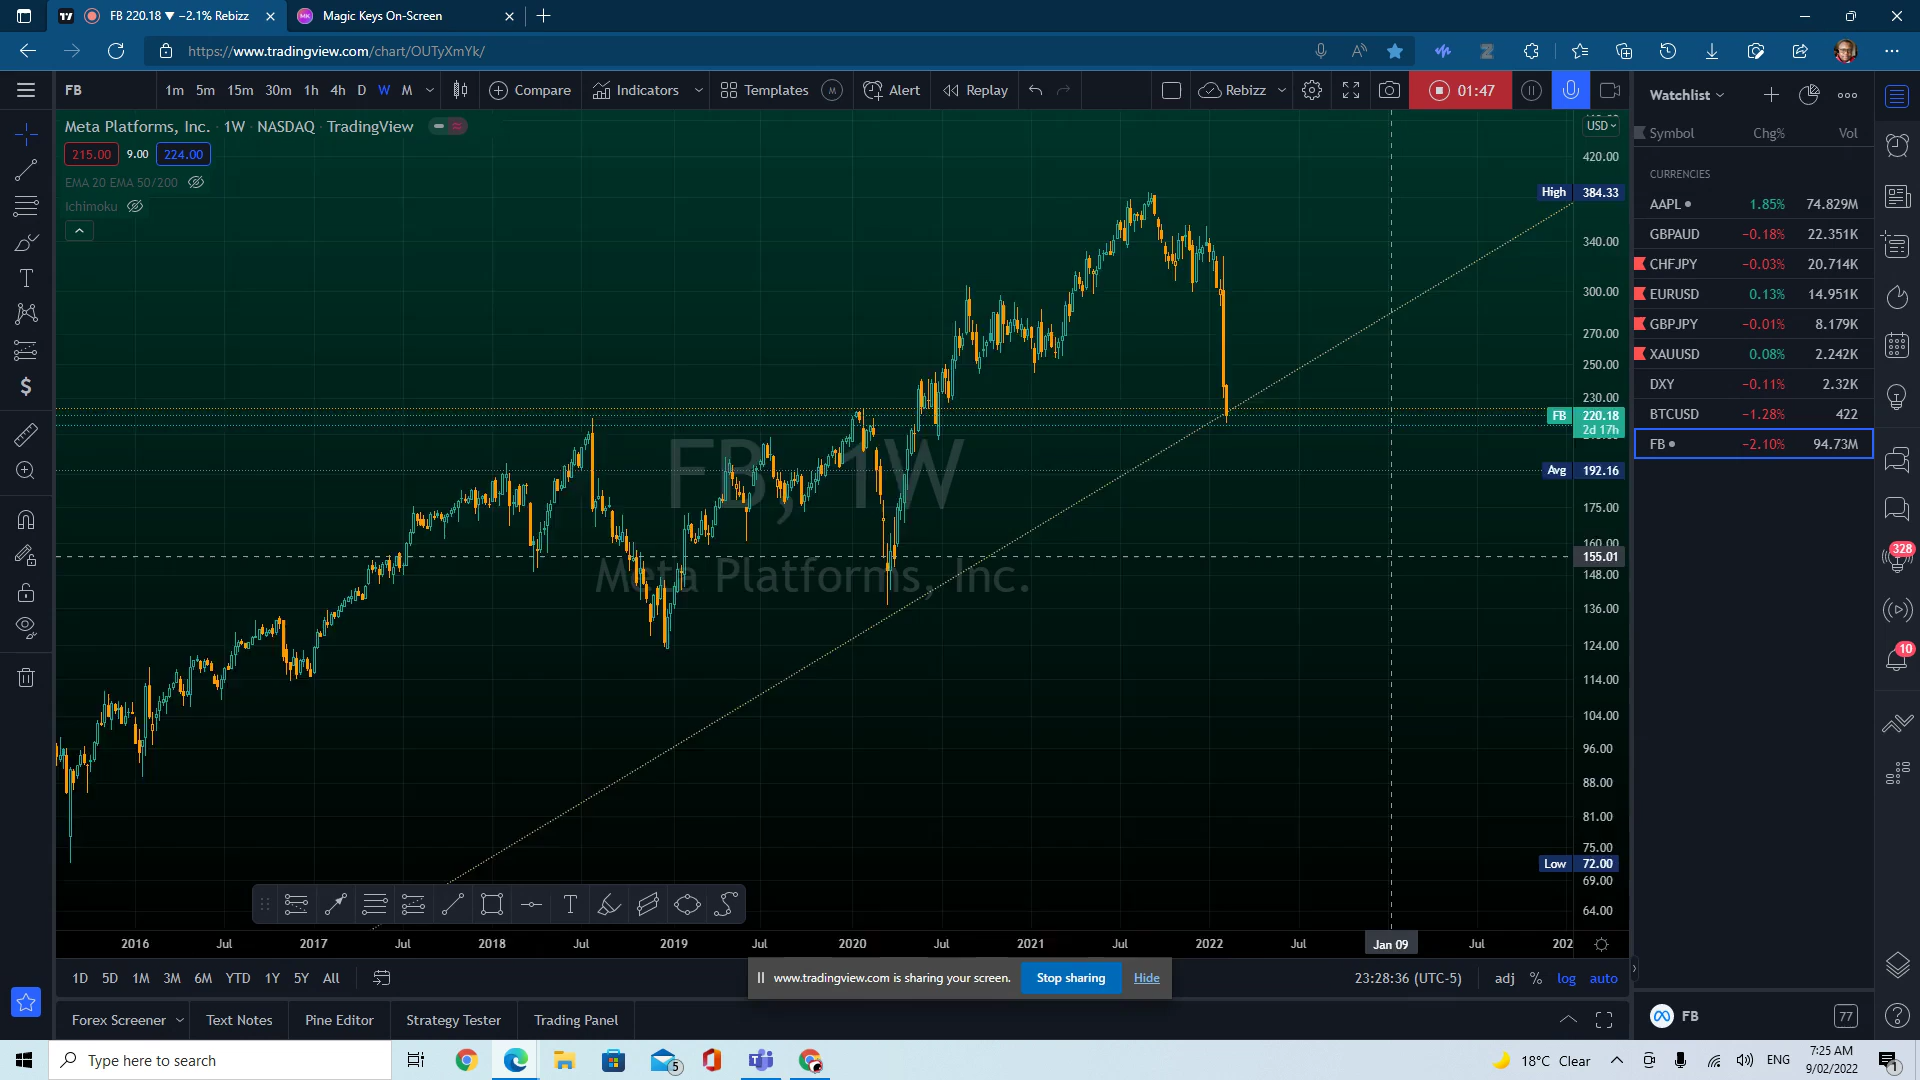 FB 220.18 ▼ −2.1% Rebizz
Magic Keys On-Screen
https://www.tradingview.com/chart/OUTyXmYk/
FB
1m 5m 15m 30m 1h 4h D W M
Compare
Indicators
Templates
M
Alert
Replay
Rebizz
01:47
Meta Platforms, Inc. · 1W · NASDAQ · TradingView
215.00 9.00 224.00
EMA 20 EMA 50/200
Ichimoku
FB, 1W
Meta Platforms, Inc.
USD
420.00
High 384.33
340.00
300.00
270.00
250.00
230.00
FB 220.18
2d 17h
Avg 192.16
175.00
160.00
155.01
148.00
136.00
124.00
114.00
104.00
96.00
88.00
81.00
75.00
Low 72.00
69.00
64.00
2016 Jul 2017 Jul 2018 Jul 2019 Jul 2020 Jul 2021 Jul 2022 Jul Jan 09 Jul 202
1D 5D 1M 3M 6M YTD 1Y 5Y All
www.tradingview.com is sharing your screen. Stop sharing Hide
23:28:36 (UTC-5) adj % log auto
Forex Screener Text Notes Pine Editor Strategy Tester Trading Panel
Watchlist
Symbol Chg% Vol
CURRENCIES
AAPL 1.85% 74.829M
GBPAUD −0.18% 22.351K
CHFJPY −0.03% 20.714K
EURUSD 0.13% 14.951K
GBPJPY −0.01% 8.179K
XAUUSD 0.08% 2.242K
DXY −0.11% 2.32K
BTCUSD −1.28% 422
FB −2.10% 94.73M
328
10
FB 77
Type here to search
5
18°C Clear
ENG
7:25 AM
9/02/2022
1